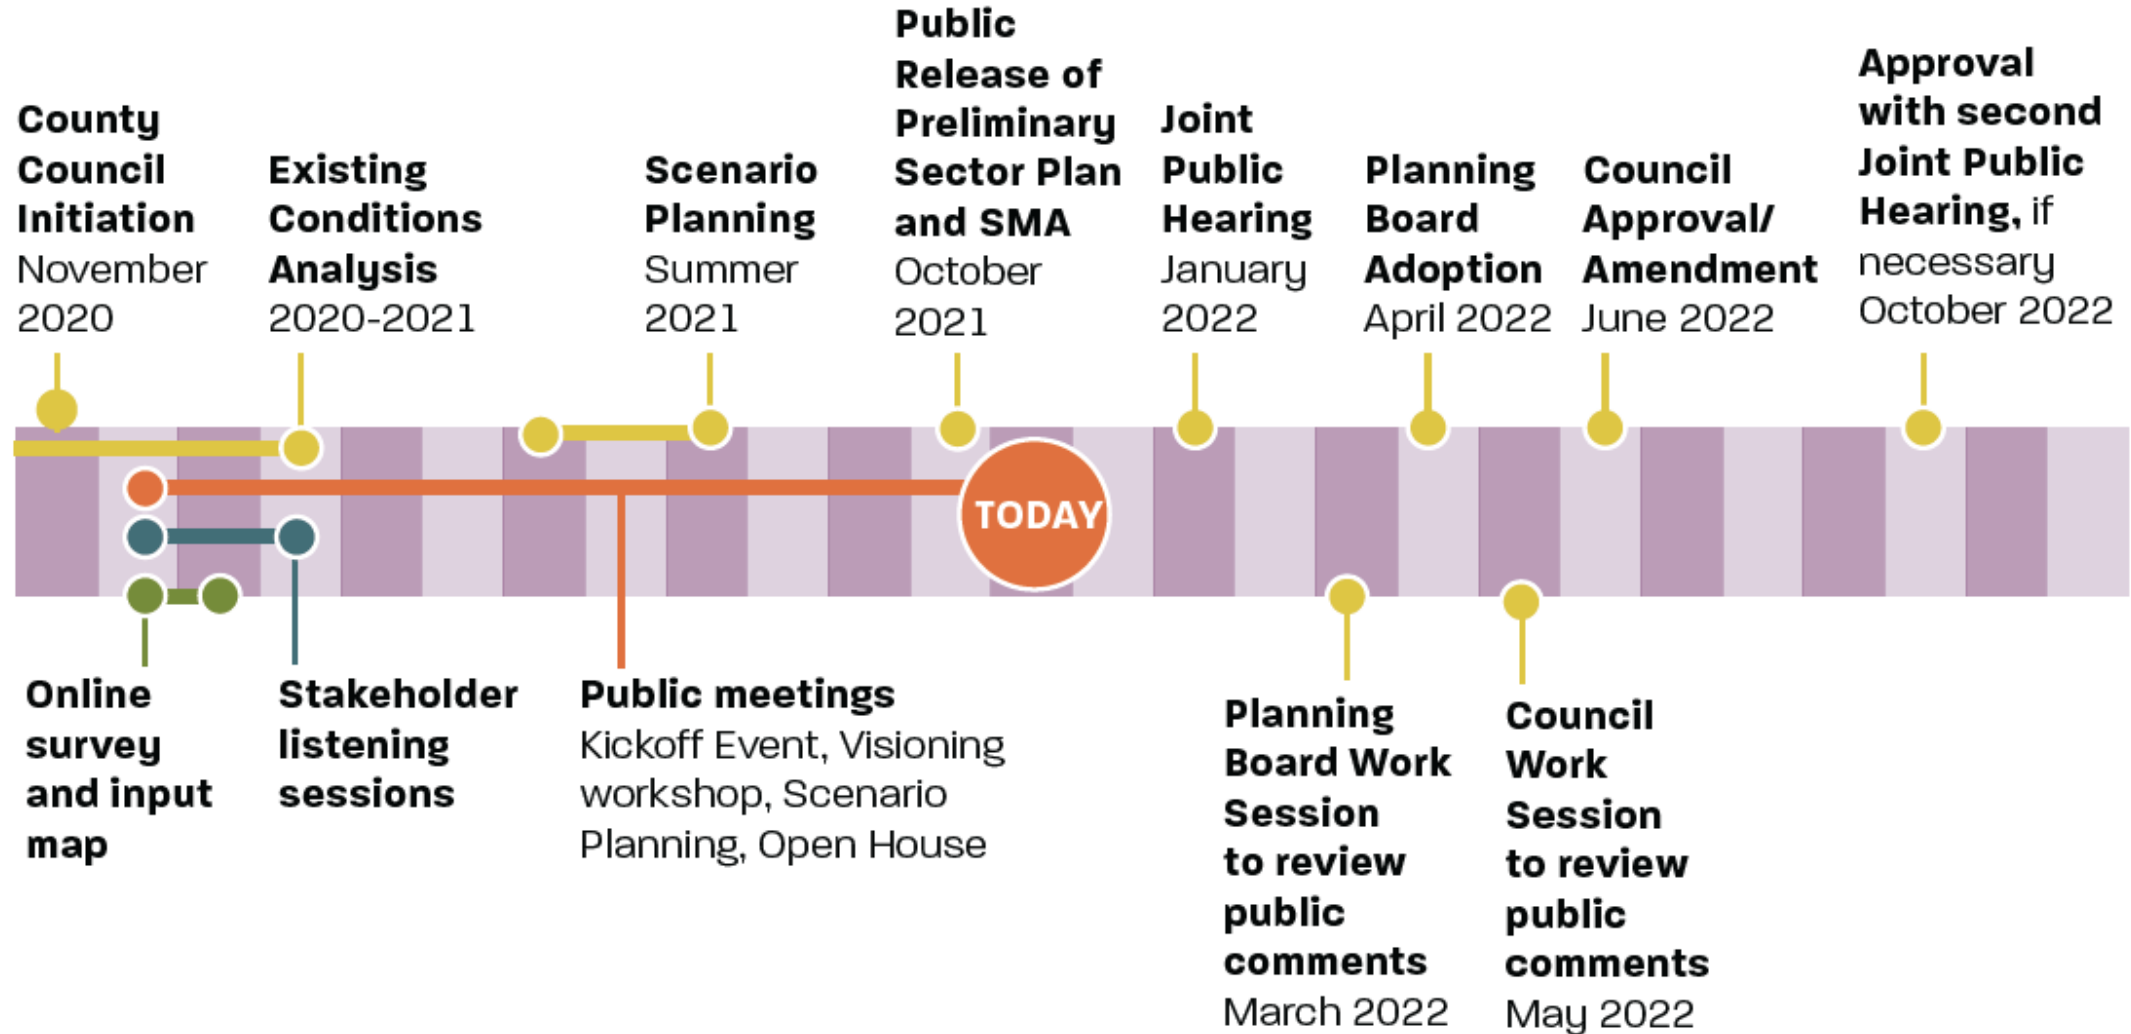 County
Council
Initiation
November
2020
Existing
Conditions
Analysis
2020-2021
Scenario
Planning
Summer
2021
Public
Release of
Preliminary
Sector Plan
and SMA
October
2021
Joint
Public
Hearing
January
2022
Planning
Board
Adoption
April 2022
Council
Approval/
Amendment
June 2022
Approval
with second
Joint Public
Hearing, if
necessary
October 2022
TODAY
Online
survey
and input
map
Stakeholder
listening
sessions
Public meetings
Kickoff Event, Visioning
workshop, Scenario
Planning, Open House
Planning
Board Work
Session
to review
public
comments
March 2022
Council
Work
Session
to review
public
comments
May 2022